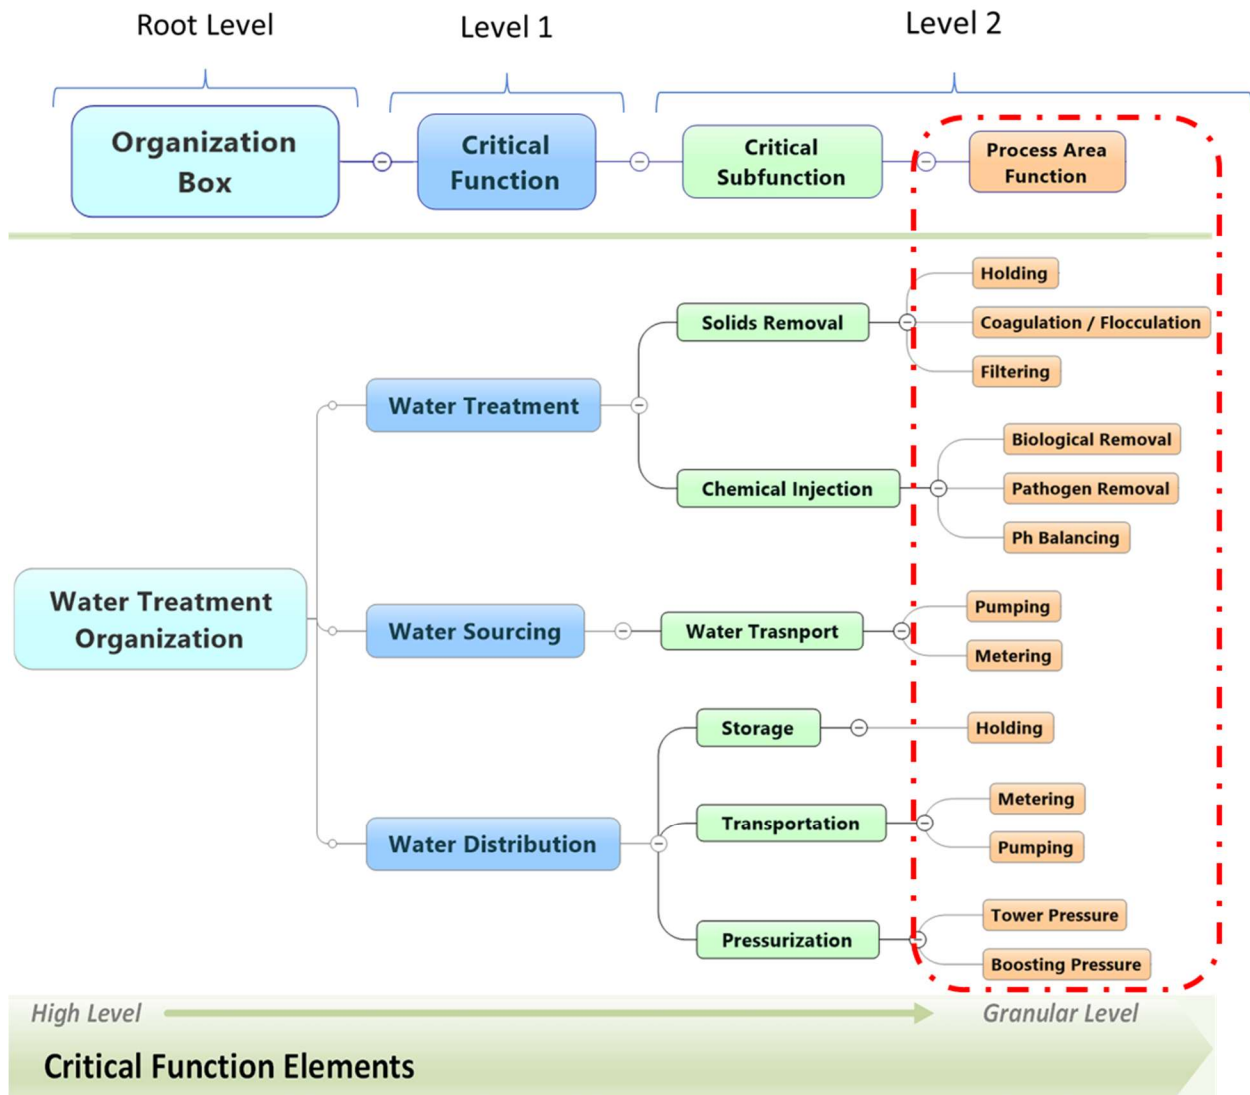 Root Level
Level 1
Level 2
Organization
Box
Critical
Function
Critical
Subfunction
Process Area
Function
Water Treatment
Organization
Water Treatment
Solids Removal
Holding
Coagulation / Flocculation
Filtering
Chemical Injection
Biological Removal
Pathogen Removal
Ph Balancing
Water Sourcing
Water Trasnport
Pumping
Metering
Water Distribution
Storage
Holding
Transportation
Metering
Pumping
Pressurization
Tower Pressure
Boosting Pressure
High Level
Granular Level
Critical Function Elements